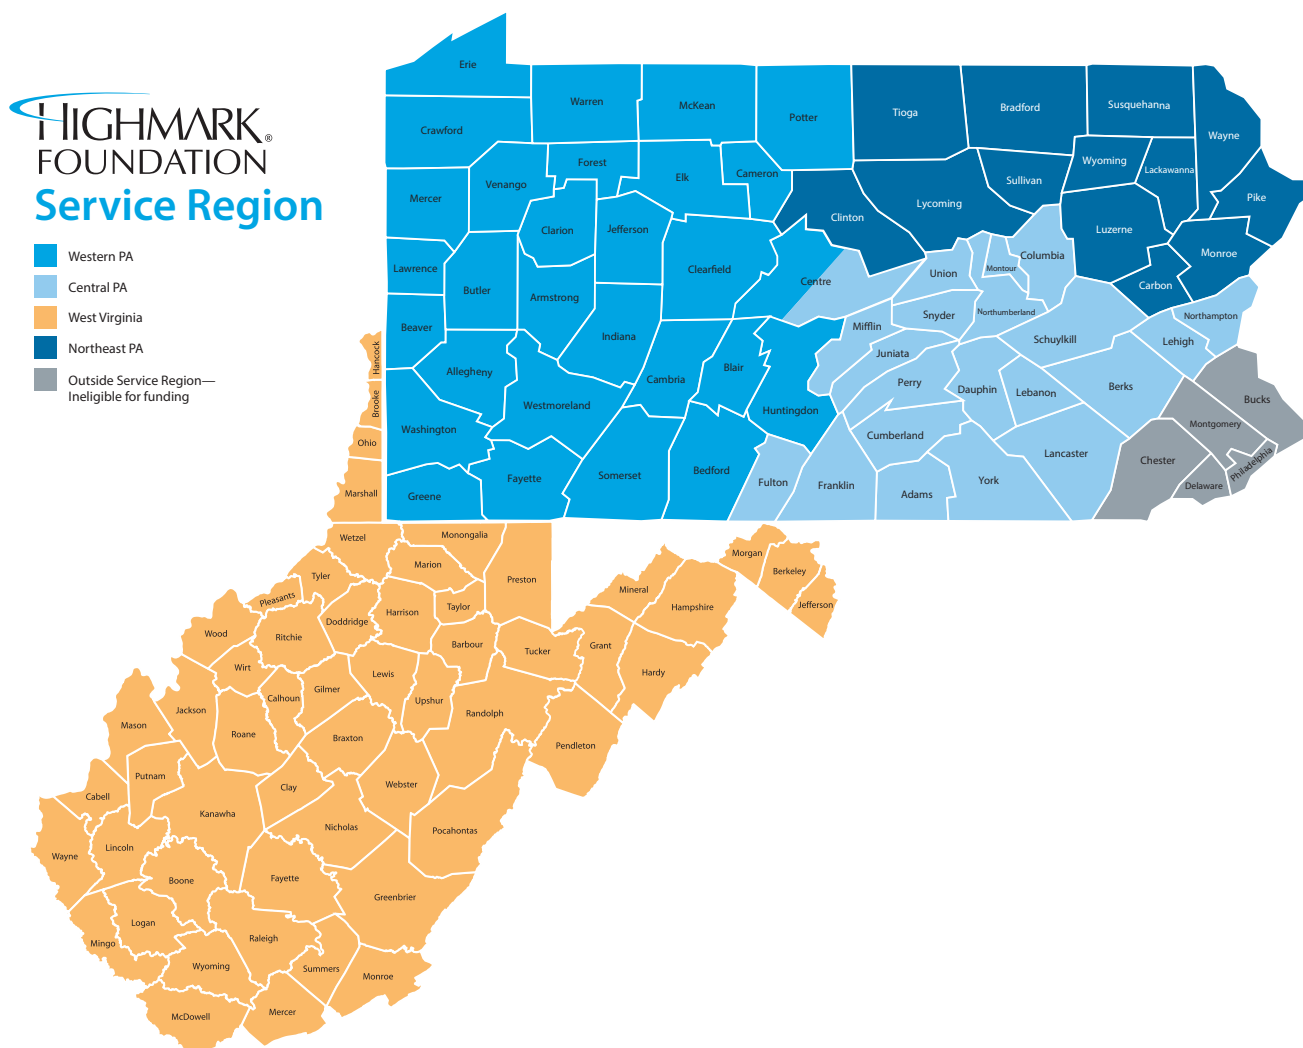 HIGHMARK®
FOUNDATION
Service Region
Western PA
Central PA
West Virginia
Northeast PA
Outside Service Region—
Ineligible for funding
Erie
Warren
McKean
Potter
Tioga
Bradford
Susquehanna
Wayne
Crawford
Forest
Elk
Cameron
Sullivan
Wyoming
Lackawanna
Pike
Mercer
Venango
Clarion
Jefferson
Clinton
Lycoming
Luzerne
Monroe
Lawrence
Butler
Armstrong
Clearfield
Centre
Union
Montour
Columbia
Carbon
Beaver
Indiana
Mifflin
Snyder
Northumberland
Schuylkill
Northampton
Lehigh
Hancock
Allegheny
Cambria
Blair
Juniata
Perry
Dauphin
Lebanon
Berks
Bucks
Brooke
Washington
Westmoreland
Huntingdon
Cumberland
Lancaster
Montgomery
Philadelphia
Ohio
Marshall
Greene
Fayette
Somerset
Bedford
Fulton
Franklin
Adams
York
Chester
Delaware
Wetzel
Monongalia
Marion
Preston
Morgan
Berkeley
Jefferson
Tyler
Pleasants
Doddridge
Harrison
Taylor
Mineral
Hampshire
Wood
Ritchie
Barbour
Tucker
Grant
Hardy
Wirt
Calhoun
Gilmer
Lewis
Upshur
Randolph
Pendleton
Mason
Jackson
Roane
Braxton
Webster
Putnam
Clay
Cabell
Kanawha
Nicholas
Pocahontas
Wayne
Lincoln
Boone
Fayette
Greenbrier
Mingo
Logan
Raleigh
Wyoming
Summers
Monroe
McDowell
Mercer